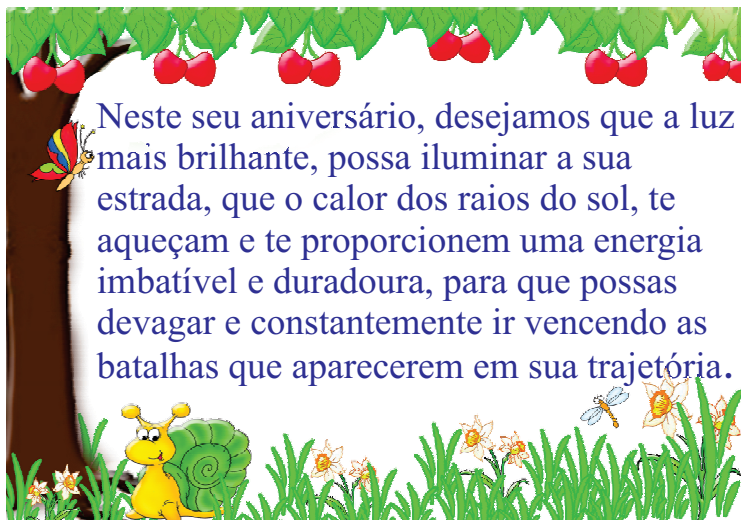 Neste seu aniversário, desejamos que a luz
mais brilhante, possa iluminar a sua
estrada, que o calor dos raios do sol, te
aqueçam e te proporcionem uma energia
imbatível e duradoura, para que possas
devagar e constantemente ir vencendo as
batalhas que aparecerem em sua trajetória.